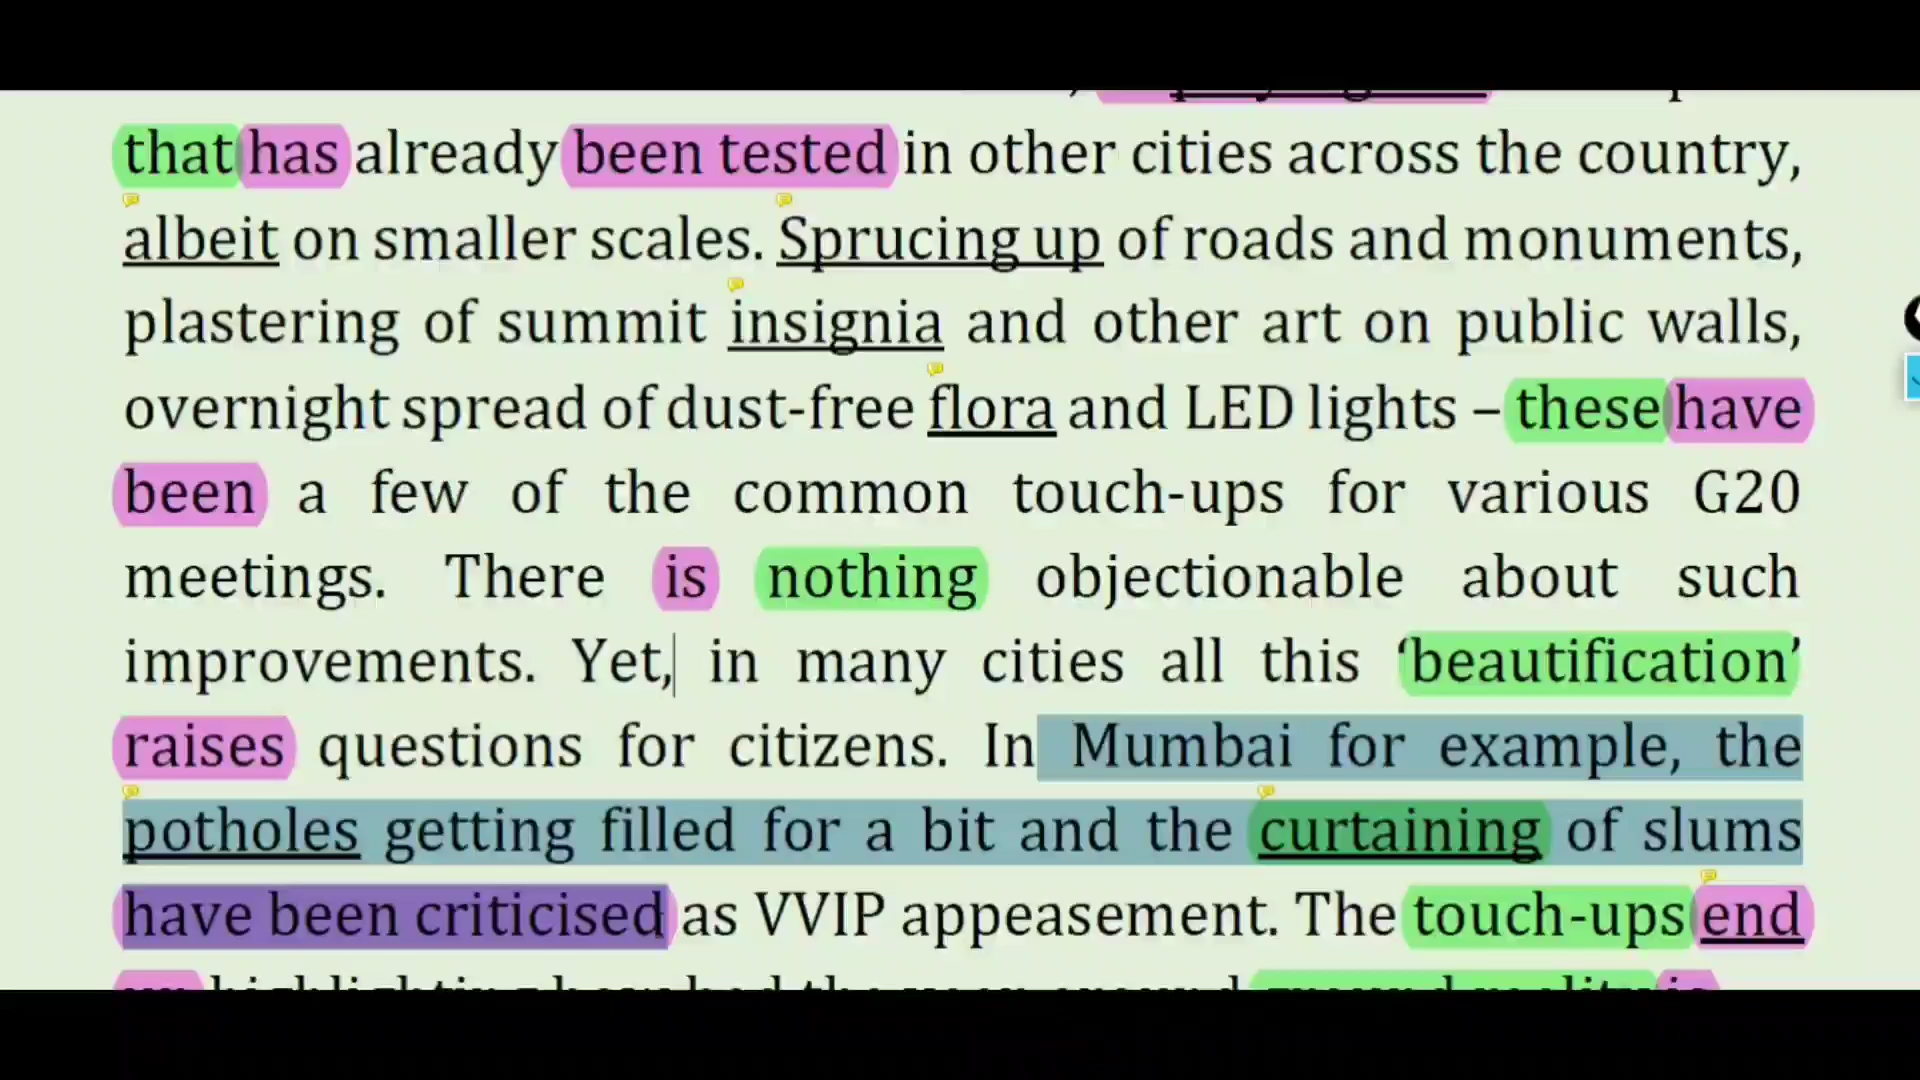 that has already been tested in other cities across the country,
albeit on smaller scales. Sprucing up of roads and monuments,
plastering of summit insignia and other art on public walls,
overnight spread of dust-free flora and LED lights – these have
been a few of the common touch-ups for various G20
meetings. There is nothing objectionable about such
improvements. Yet, in many cities all this ‘beautification’
raises questions for citizens. In Mumbai for example, the
potholes getting filled for a bit and the curtaining of slums
have been criticised as VVIP appeasement. The touch-ups end